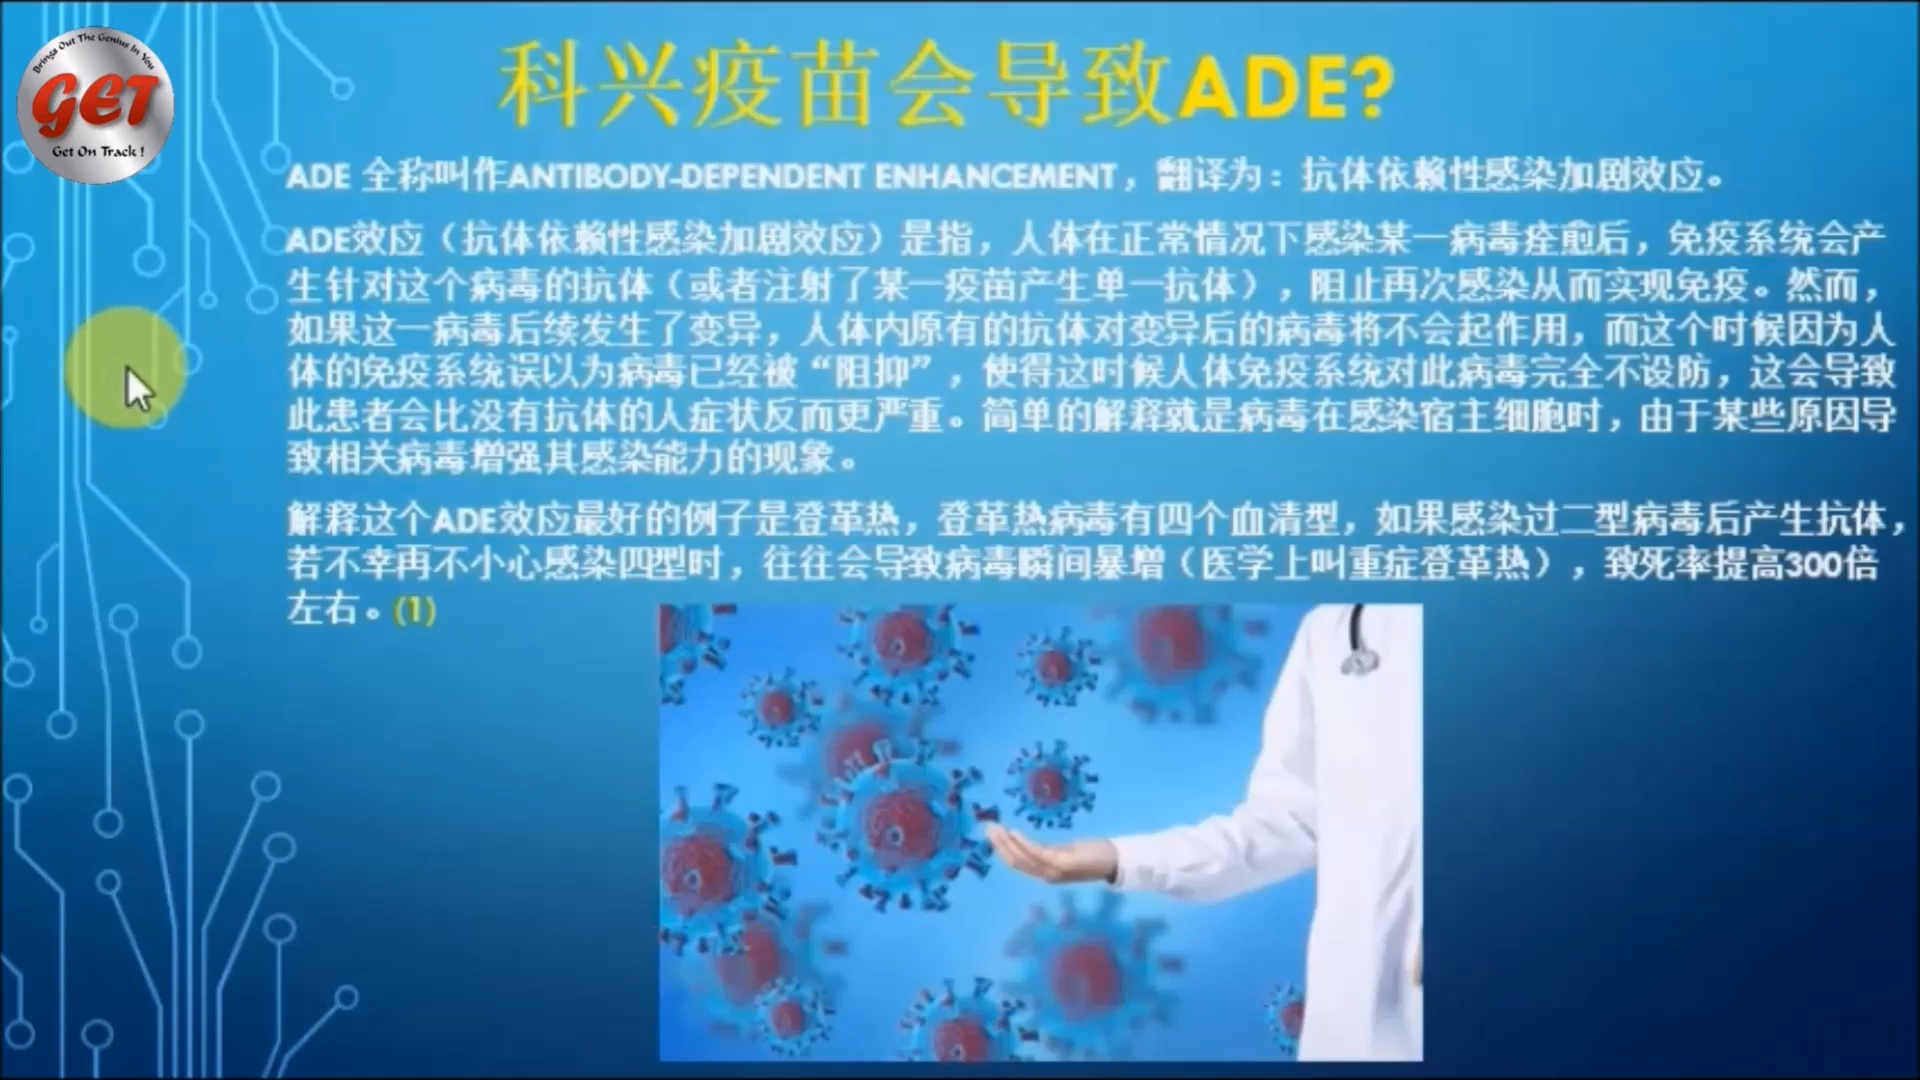 Brings Out The Genius In You
GET
Get On Track !
科兴疫苗会导致ADE?
ADE 全称叫作ANTIBODY-DEPENDENT ENHANCEMENT，翻译为：抗体依赖性感染加剧效应。
ADE效应（抗体依赖性感染加剧效应）是指，人体在正常情况下感染某一病毒痊愈后，免疫系统会产
生针对这个病毒的抗体（或者注射了某一疫苗产生单一抗体），阻止再次感染从而实现免疫。然而，
如果这一病毒后续发生了变异，人体内原有的抗体对变异后的病毒将不会起作用，而这个时候因为人
体的免疫系统误以为病毒已经被“阻抑”，使得这时候人体免疫系统对此病毒完全不设防，这会导致
此患者会比没有抗体的人症状反而更严重。简单的解释就是病毒在感染宿主细胞时，由于某些原因导
致相关病毒增强其感染能力的现象。
解释这个ADE效应最好的例子是登革热，登革热病毒有四个血清型，如果感染过二型病毒后产生抗体，
若不幸再不小心感染四型时，往往会导致病毒瞬间暴增（医学上叫重症登革热），致死率提高300倍
左右。(1)